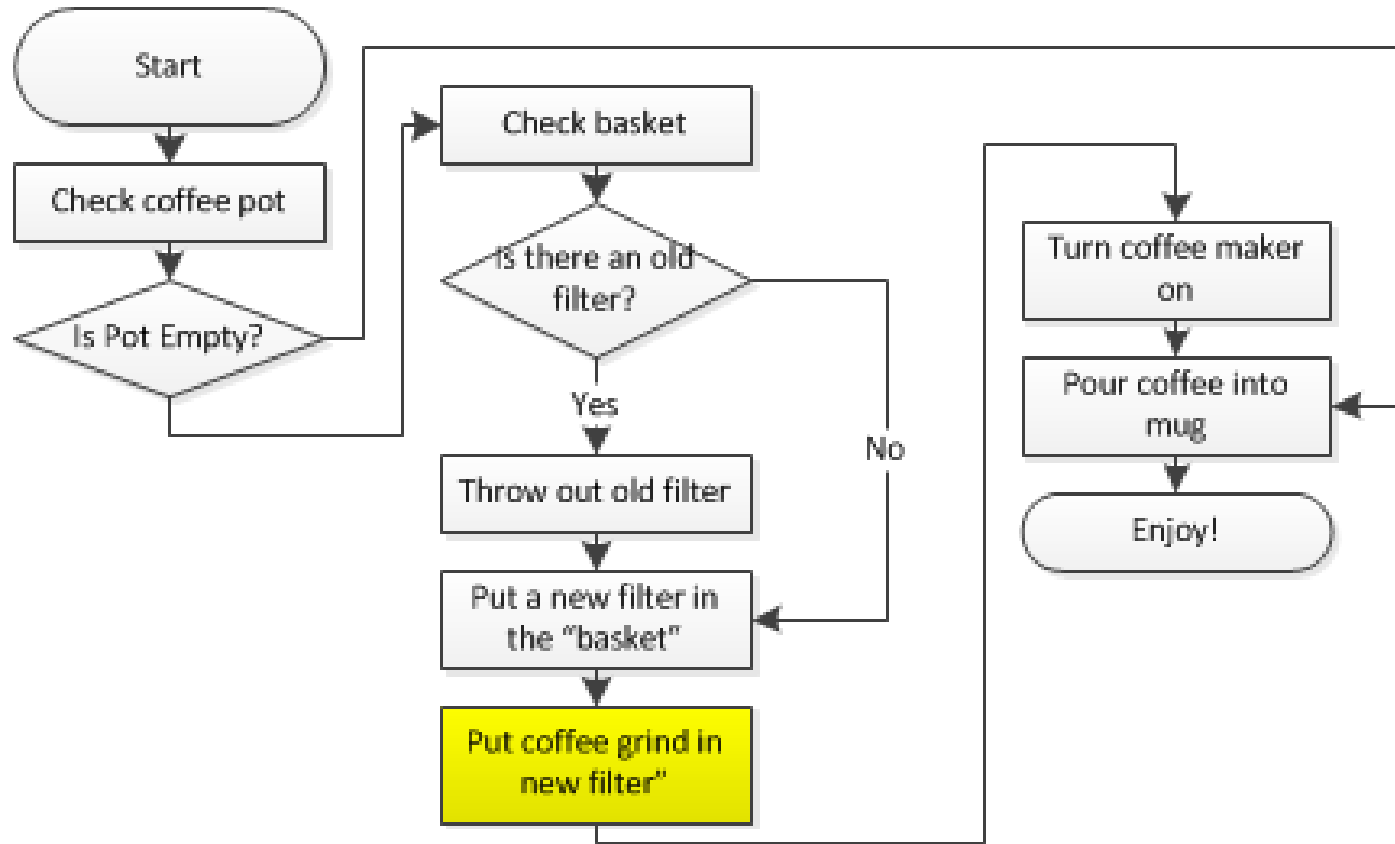 Start
Check coffee pot
Is Pot Empty?
Check basket
Is there an old
filter?
Yes
No
Throw out old filter
Put a new filter in
the “basket”
Put coffee grind in
new filter”
Turn coffee maker
on
Pour coffee into
mug
Enjoy!